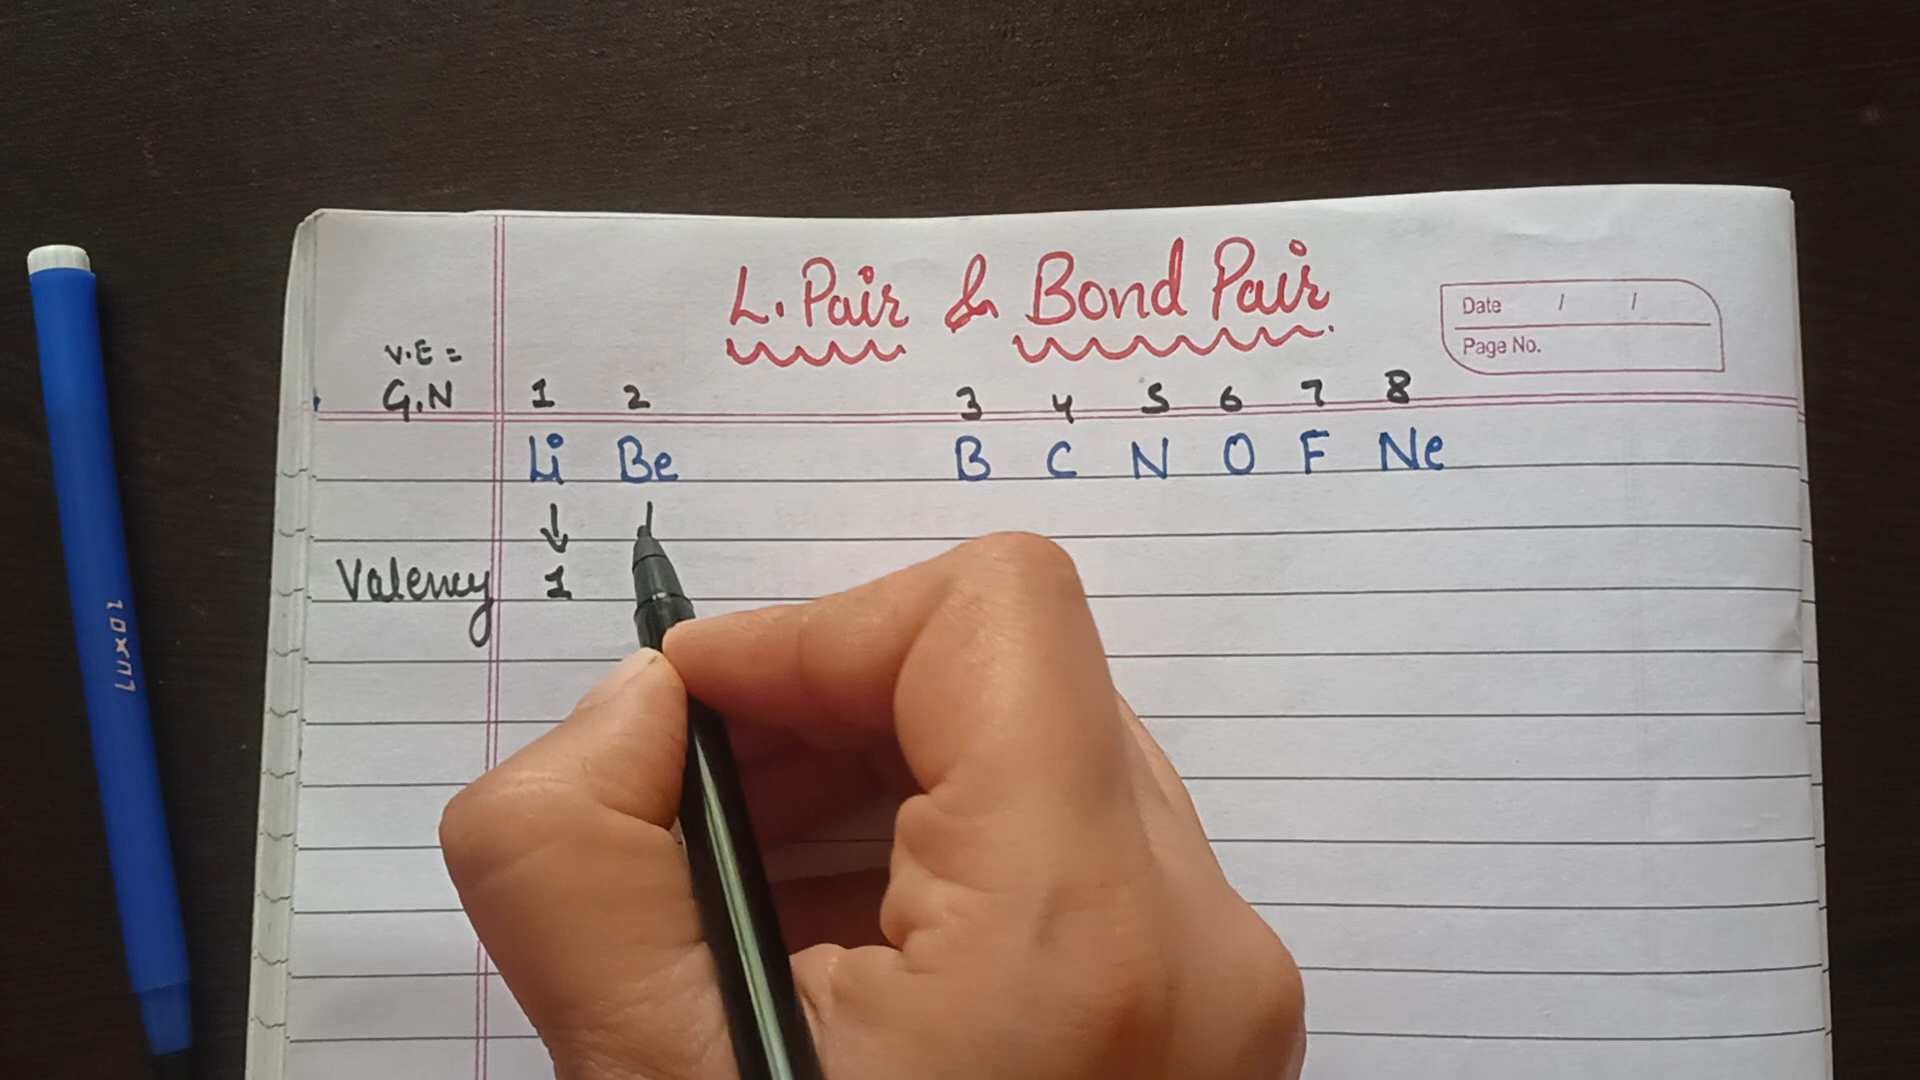 L. Pair & Bond Pair
Date / /
Page No.
V.E =
G.N 1 2 3 4 5 6 7 8
Li Be B C N O F Ne
Valency 1
LUXOR